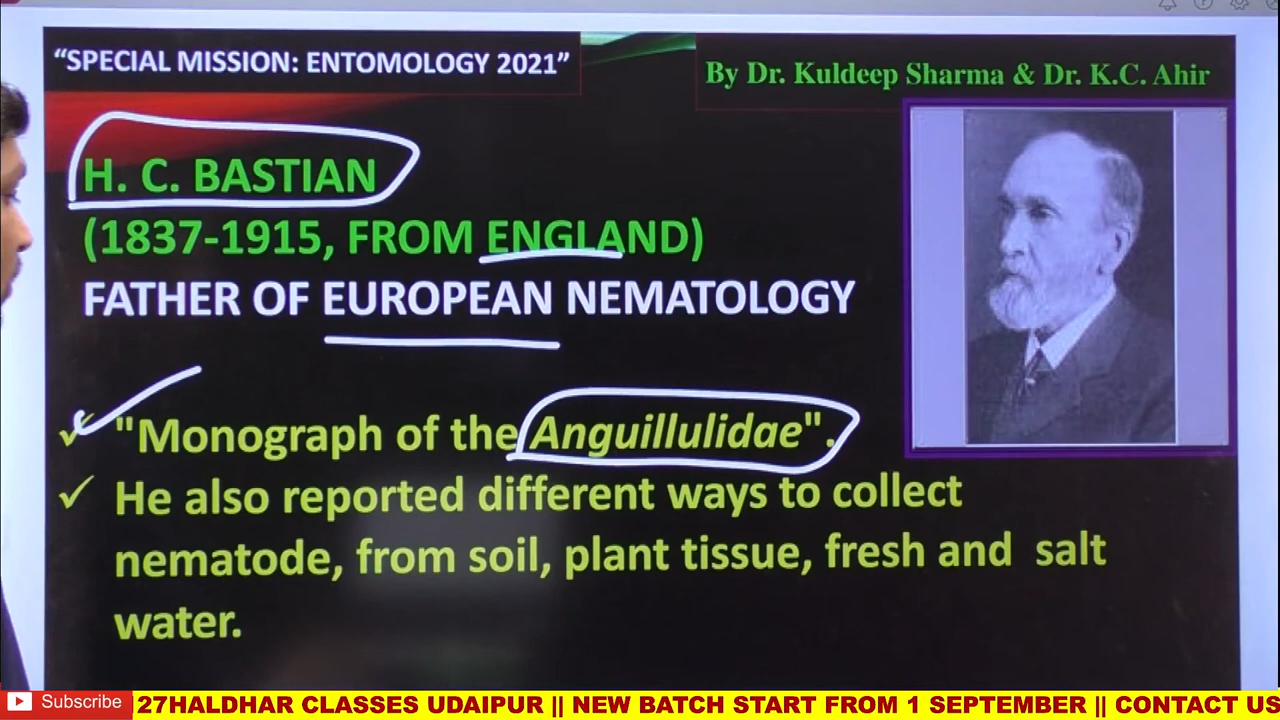 “SPECIAL MISSION: ENTOMOLOGY 2021”
By Dr. Kuldeep Sharma & Dr. K.C. Ahir
H. C. BASTIAN
(1837-1915, FROM ENGLAND)
FATHER OF EUROPEAN NEMATOLOGY
✓ "Monograph of the Anguillulidae".
✓ He also reported different ways to collect
nematode, from soil, plant tissue, fresh and salt
water.
Subscribe
27HALDHAR CLASSES UDAIPUR || NEW BATCH START FROM 1 SEPTEMBER || CONTACT US